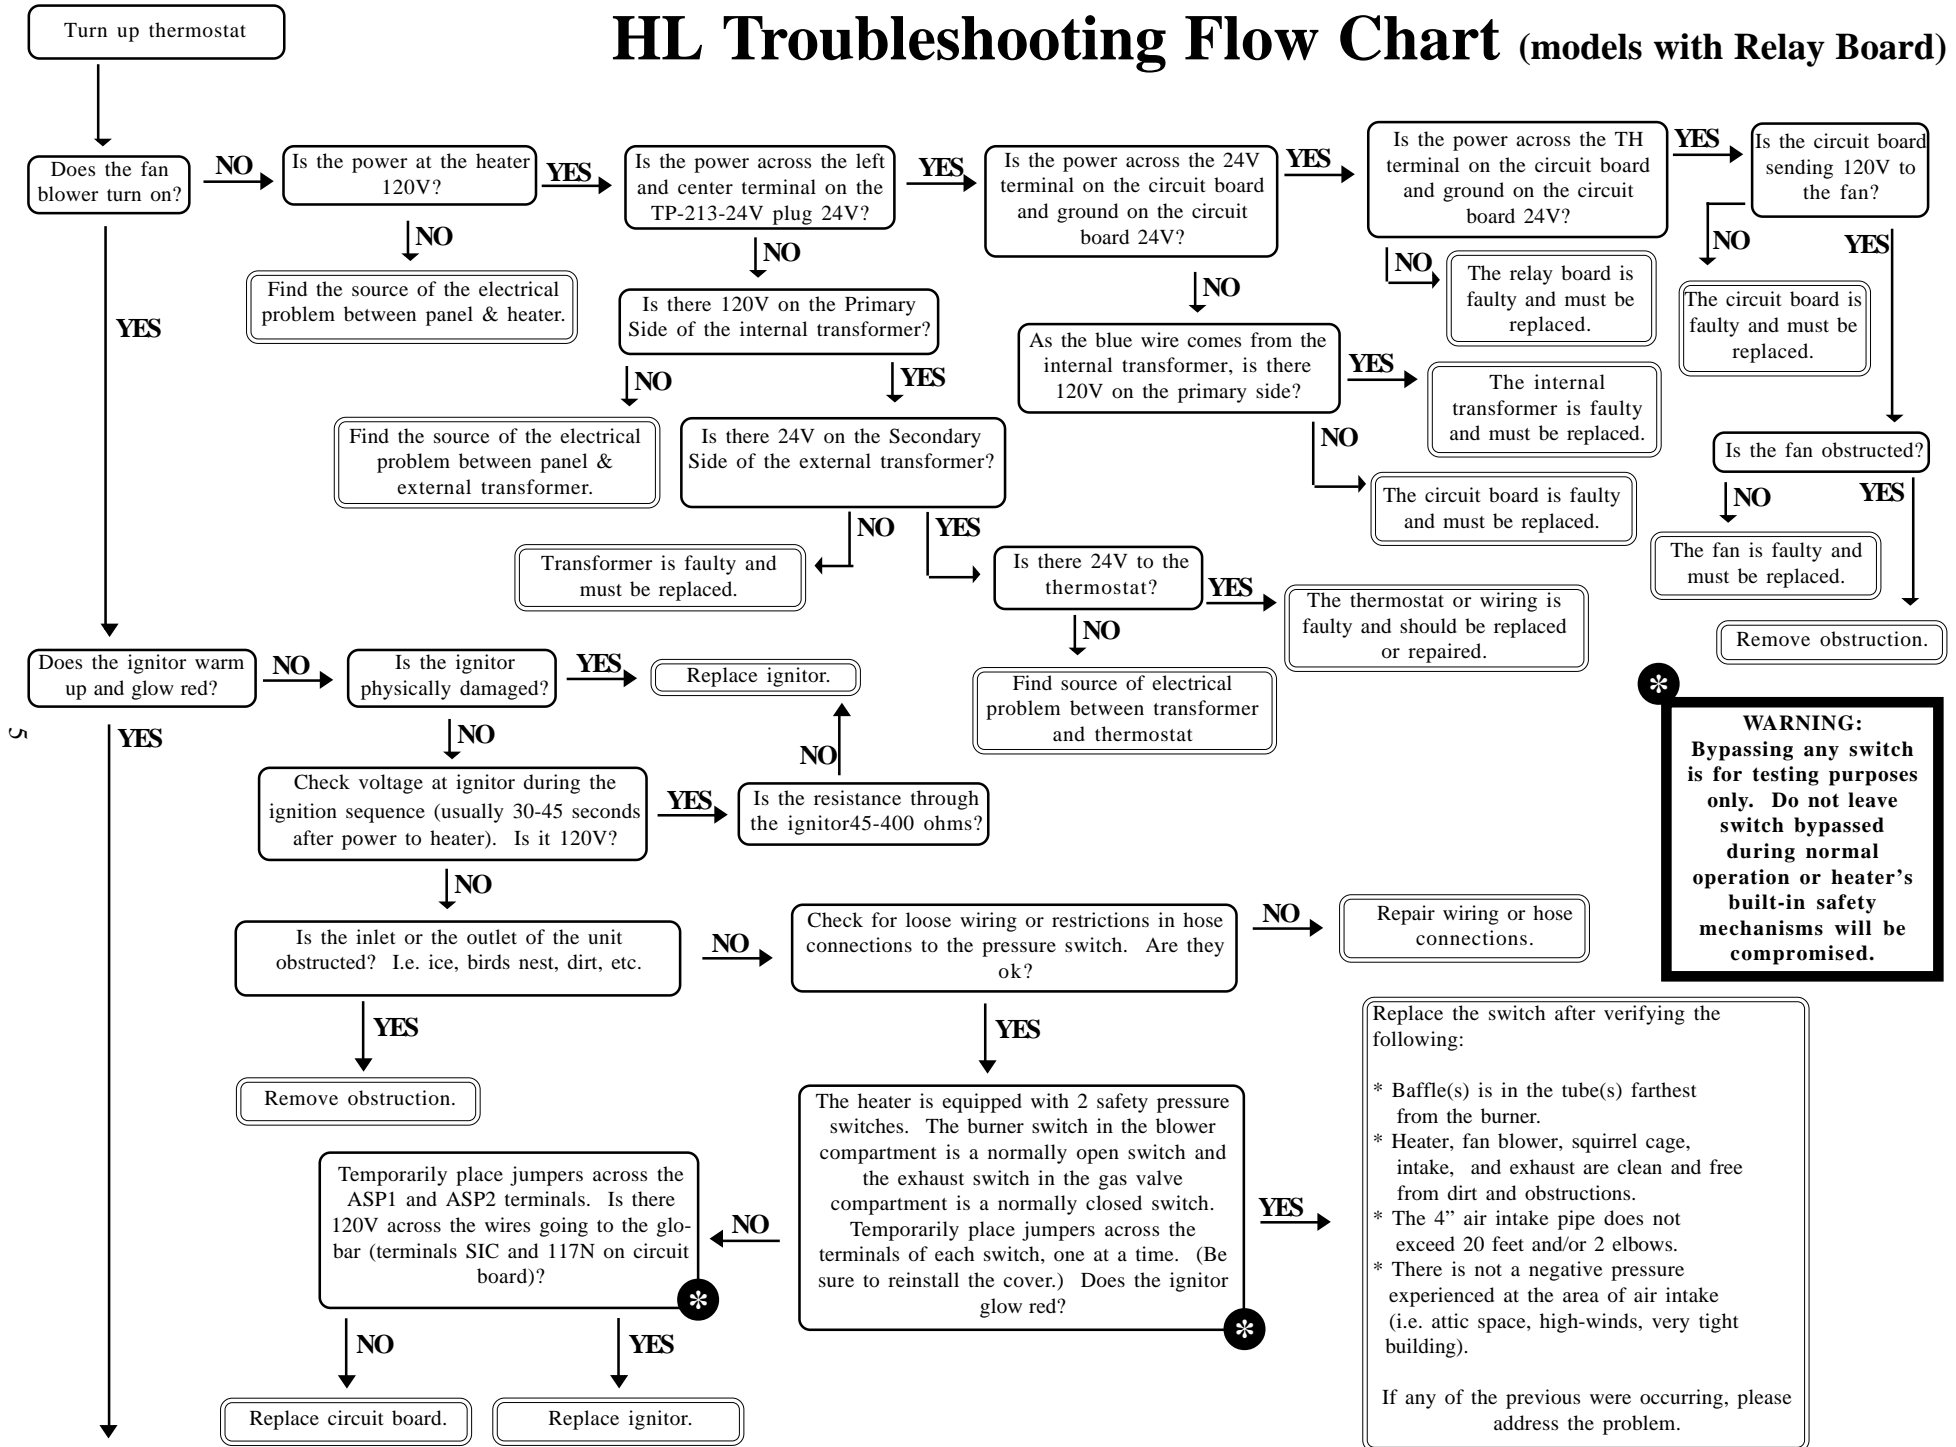 HL Troubleshooting Flow Chart (models with Relay Board)
Turn up thermostat
Does the fan
blower turn on?
NO
Is the power at the heater
120V?
YES
Is the power across the left
and center terminal on the
TP-213-24V plug 24V?
YES
Is the power across the 24V
terminal on the circuit board
and ground on the circuit
board 24V?
YES
Is the power across the TH
terminal on the circuit board
and ground on the circuit
board 24V?
YES
Is the circuit board
sending 120V to
the fan?
NO
Find the source of the electrical
problem between panel & heater.
NO
Is there 120V on the Primary
Side of the internal transformer?
NO
As the blue wire comes from the
internal transformer, is there
120V on the primary side?
NO
The relay board is
faulty and must be
replaced.
NO
The circuit board is
faulty and must be
replaced.
YES
YES
NO
Find the source of the electrical
problem between panel &
external transformer.
YES
Is there 24V on the Secondary
Side of the external transformer?
YES
The internal
transformer is faulty
and must be replaced.
NO
The circuit board is faulty
and must be replaced.
Is the fan obstructed?
NO
The fan is faulty and
must be replaced.
YES
Remove obstruction.
NO
Transformer is faulty and
must be replaced.
YES
Is there 24V to the
thermostat?
YES
The thermostat or wiring is
faulty and should be replaced
or repaired.
NO
Find source of electrical
problem between transformer
and thermostat
Does the ignitor warm
up and glow red?
NO
Is the ignitor
physically damaged?
YES
Replace ignitor.
*
WARNING:
Bypassing any switch
is for testing purposes
only. Do not leave
switch bypassed
during normal
operation or heater’s
built-in safety
mechanisms will be
compromised.
5
YES
NO
NO
Check voltage at ignitor during the
ignition sequence (usually 30-45 seconds
after power to heater). Is it 120V?
YES
Is the resistance through
the ignitor45-400 ohms?
NO
Is the inlet or the outlet of the unit
obstructed? I.e. ice, birds nest, dirt, etc.
NO
Check for loose wiring or restrictions in hose
connections to the pressure switch. Are they
ok?
NO
Repair wiring or hose
connections.
YES
Remove obstruction.
YES
The heater is equipped with 2 safety pressure
switches. The burner switch in the blower
compartment is a normally open switch and
the exhaust switch in the gas valve
compartment is a normally closed switch.
Temporarily place jumpers across the
terminals of each switch, one at a time. (Be
sure to reinstall the cover.) Does the ignitor
glow red?
*
YES
Replace the switch after verifying the
following:
* Baffle(s) is in the tube(s) farthest
from the burner.
* Heater, fan blower, squirrel cage,
intake, and exhaust are clean and free
from dirt and obstructions.
* The 4” air intake pipe does not
exceed 20 feet and/or 2 elbows.
* There is not a negative pressure
experienced at the area of air intake
(i.e. attic space, high-winds, very tight
building).
If any of the previous were occurring, please
address the problem.
NO
Temporarily place jumpers across the
ASP1 and ASP2 terminals. Is there
120V across the wires going to the glo-
bar (terminals SIC and 117N on circuit
board)?
*
NO
Replace circuit board.
YES
Replace ignitor.